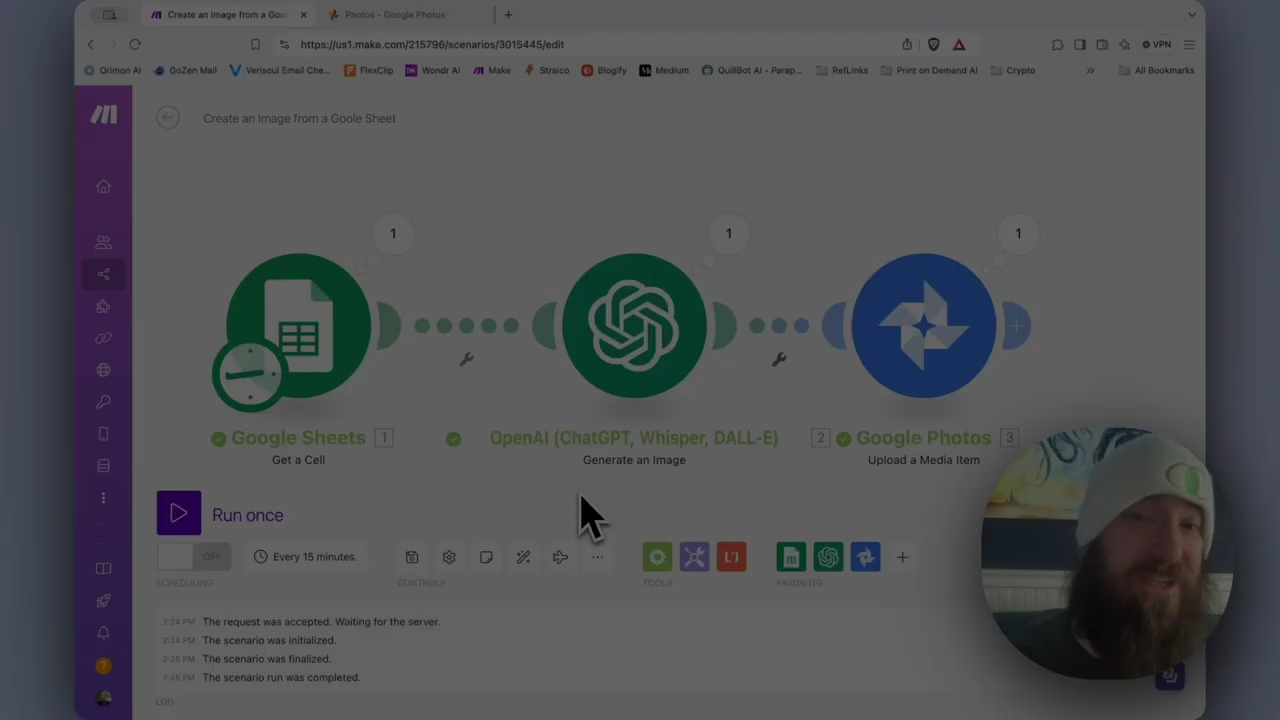 Create an Image from a Gool
Photos - Google Photos
https://us1.make.com/215796/scenarios/3015445/edit
VPN
Orimon AI
GoZen Mail
Verisoul Email Che...
FlexClip
Wondr AI
Make
Straico
Blogify
Medium
QuillBot AI - Parap...
RefLinks
Print on Demand AI
Crypto
All Bookmarks
Create an Image from a Goole Sheet
1
1
1
Google Sheets 1
OpenAI (ChatGPT, Whisper, DALL-E) 2
Google Photos 3
Get a Cell
Generate an Image
Upload a Media Item
Run once
OFF
Every 15 minutes.
SCHEDULING
CONTROLS
TOOLS
FAVORITES
2:24 PM The request was accepted. Waiting for the server.
2:24 PM The scenario was initialized.
2:25 PM The scenario was finalized.
2:25 PM The scenario run was completed.
LOG